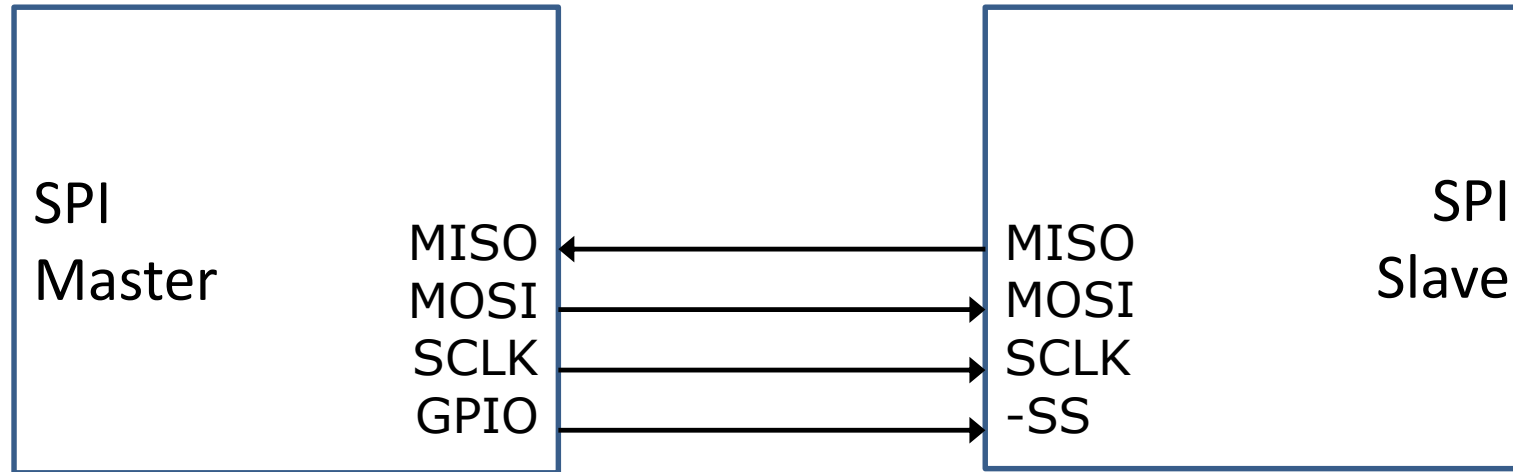 SPI
Master
MISO
MOSI
SCLK
GPIO
MISO
MOSI
SCLK
-SS
SPI
Slave